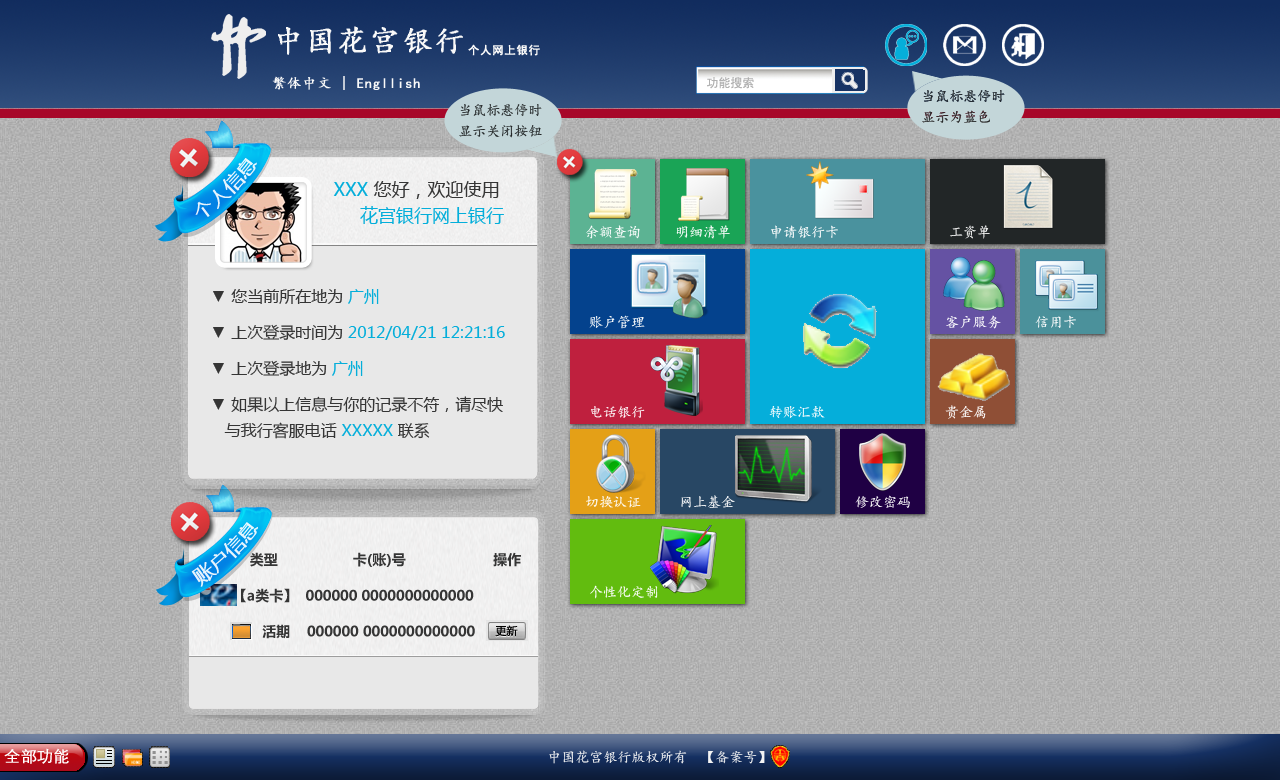 中国花宫银行 个人网上银行
繁体中文 | Engllish
功能搜索
当鼠标悬停时
显示关闭按钮
当鼠标悬停时
显示为蓝色
个人信息
XXX 您好，欢迎使用
花宫银行网上银行
▼ 您当前所在地为 广州
▼ 上次登录时间为 2012/04/21 12:21:16
▼ 上次登录地为 广州
▼ 如果以上信息与你的记录不符，请尽快
与我行客服电话 XXXXX 联系
账户信息
类型 卡(账)号 操作
【a类卡】 000000 0000000000000
活期 000000 0000000000000 更新
余额查询
明细清单
申请银行卡
工资单
账户管理
转账汇款
客户服务
信用卡
电话银行
贵金属
切换认证
网上基金
修改密码
个性化定制
全部功能
中国花宫银行版权所有 【备案号】